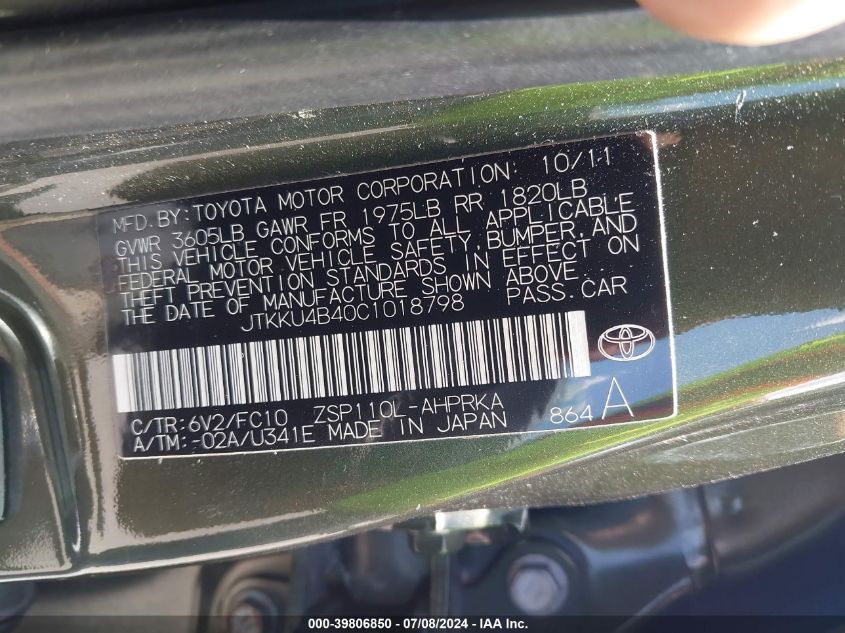 MFD.BY:TOYOTA MOTOR CORPORATION: 10/11
GVWR 3605LB GAWR FR 1975LB RR 1820LB
THIS VEHICLE CONFORMS TO ALL APPLICABLE
FEDERAL MOTOR VEHICLE SAFETY,BUMPER,AND
THEFT PREVENTION STANDARDS IN EFFECT ON
THE DATE OF MANUFACTURE SHOWN ABOVE.
JTKKU4B40C1018798 PASS.CAR
C/TR:6V2/FC10 ZSP110L-AHPRKA
A/TM:-02A/U341E MADE IN JAPAN 864 A
000-39806850 - 07/08/2024 - IAA Inc.